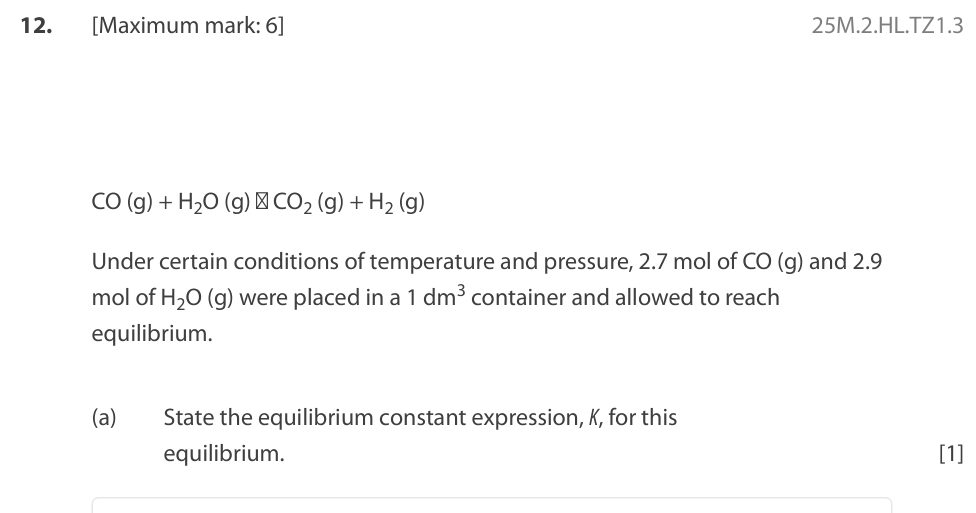 12. [Maximum mark: 6] 25M.2.HL.TZ1.3
CO (g) + H₂O (g) ☒ CO₂ (g) + H₂ (g)
Under certain conditions of temperature and pressure, 2.7 mol of CO (g) and 2.9
mol of H₂O (g) were placed in a 1 dm³ container and allowed to reach
equilibrium.
(a) State the equilibrium constant expression, K, for this
equilibrium. [1]